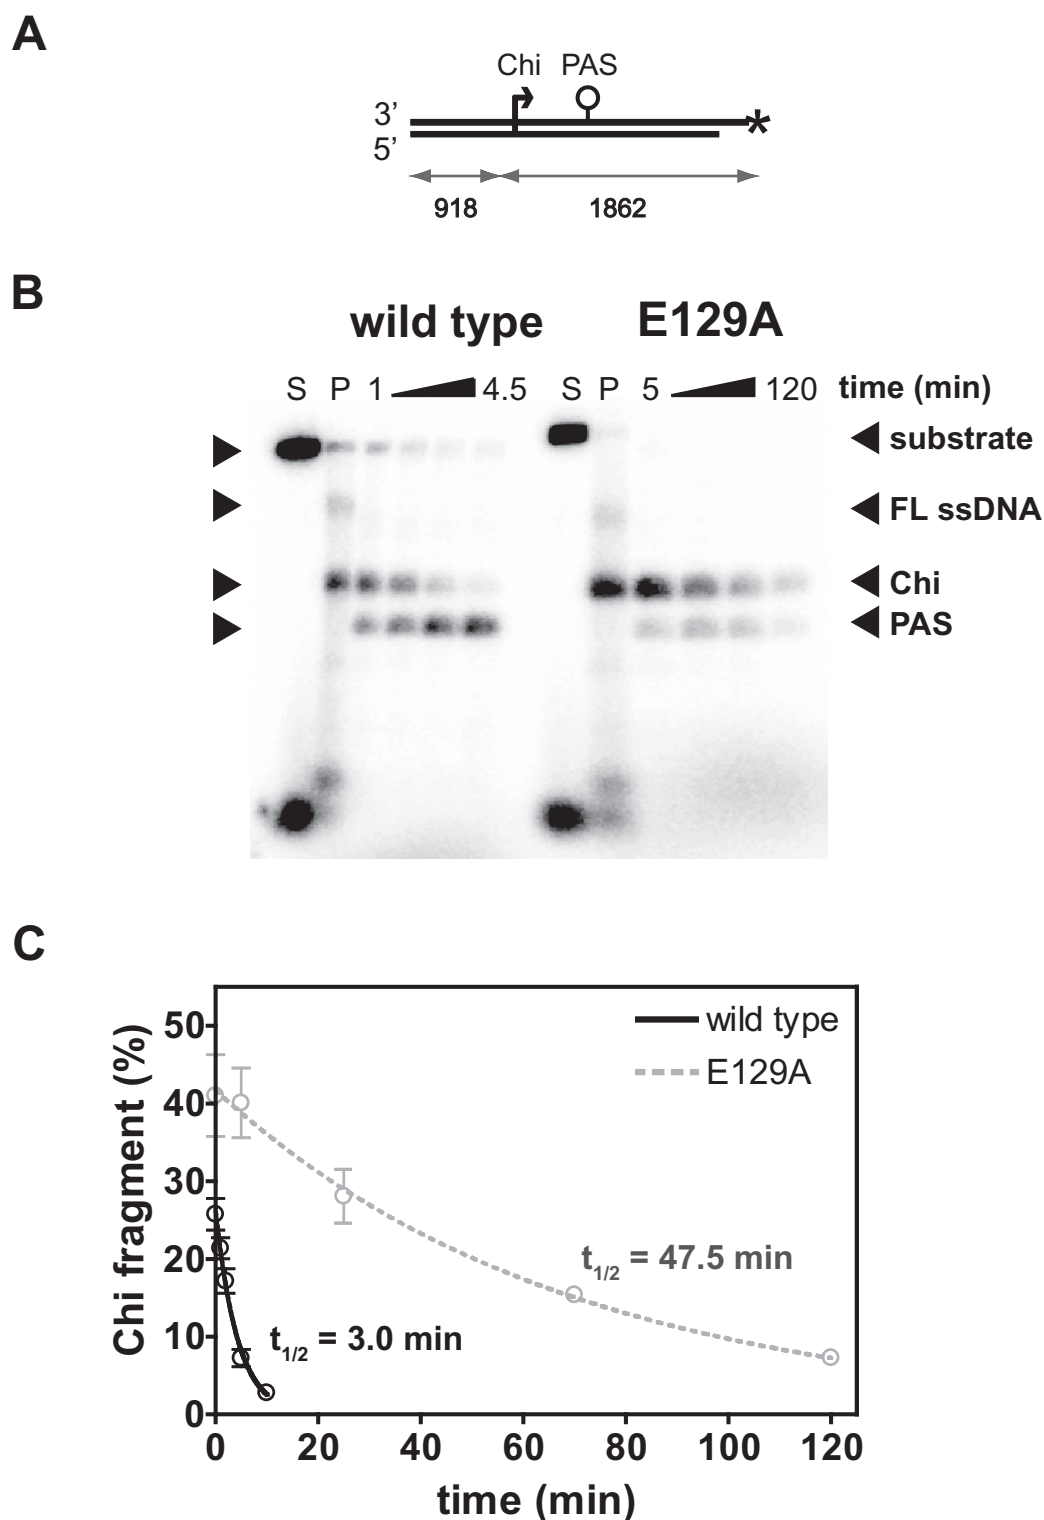 A
Chi PAS
3’
5’
*
918 1862
B
wild type E129A
S P 1 4.5 S P 5 120 time (min)
substrate
FL ssDNA
Chi
PAS
C
50
40
30
20
10
0
Chi fragment (%)
wild type
E129A
t1/2 = 47.5 min
t1/2 = 3.0 min
0 20 40 60 80 100 120
time (min)